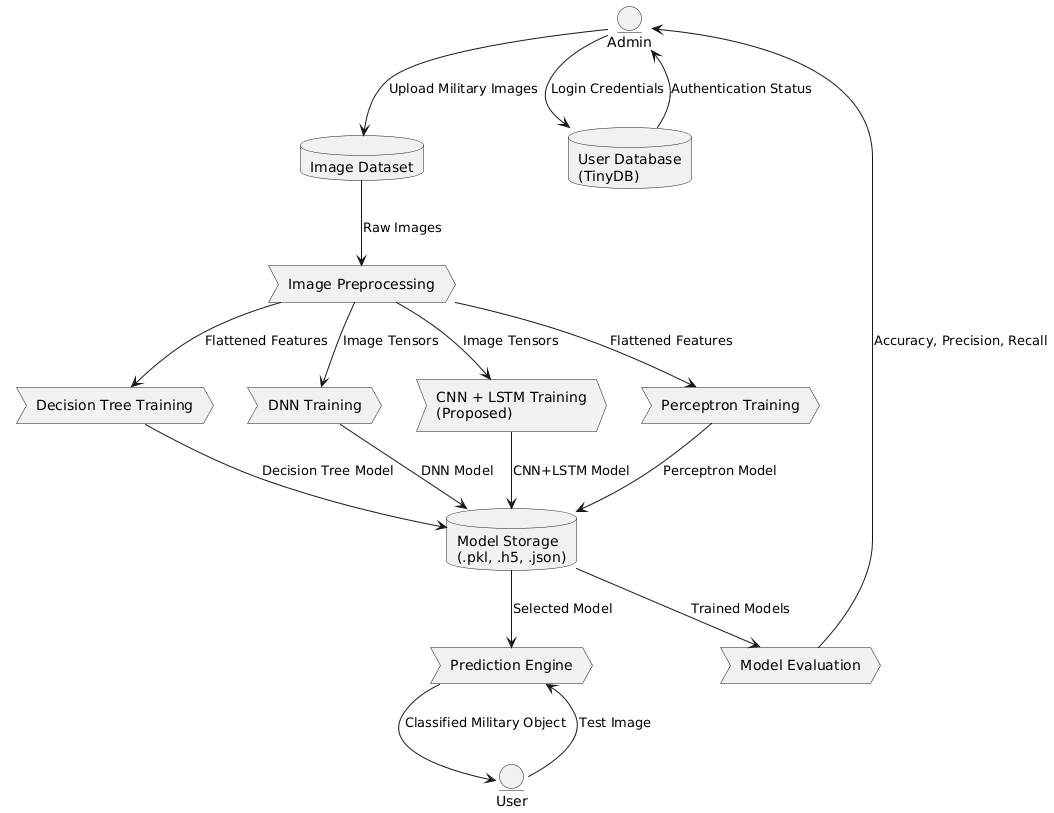 Admin
Upload Military Images
Login Credentials
Authentication Status
Image Dataset
User Database
(TinyDB)
Raw Images
Image Preprocessing
Flattened Features
Image Tensors
Image Tensors
Flattened Features
Accuracy, Precision, Recall
Decision Tree Training
DNN Training
CNN + LSTM Training
(Proposed)
Perceptron Training
Decision Tree Model
DNN Model
CNN+LSTM Model
Perceptron Model
Model Storage
(.pkl, .h5, .json)
Selected Model
Trained Models
Prediction Engine
Model Evaluation
Classified Military Object
Test Image
User